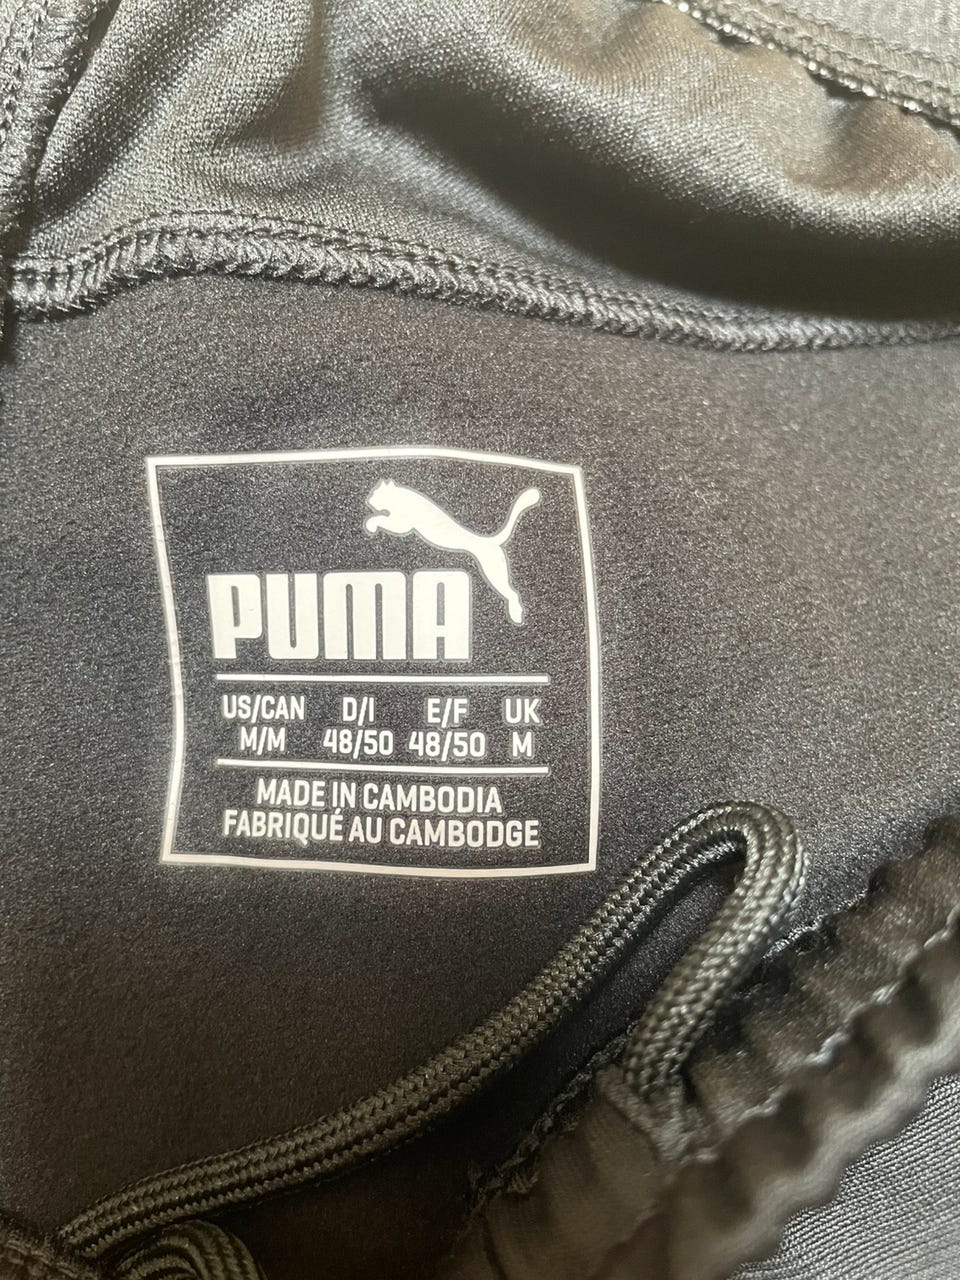 PUMA
US/CAN D/I E/F UK
M/M 48/50 48/50 M
MADE IN CAMBODIA
FABRIQUÉ AU CAMBODGE